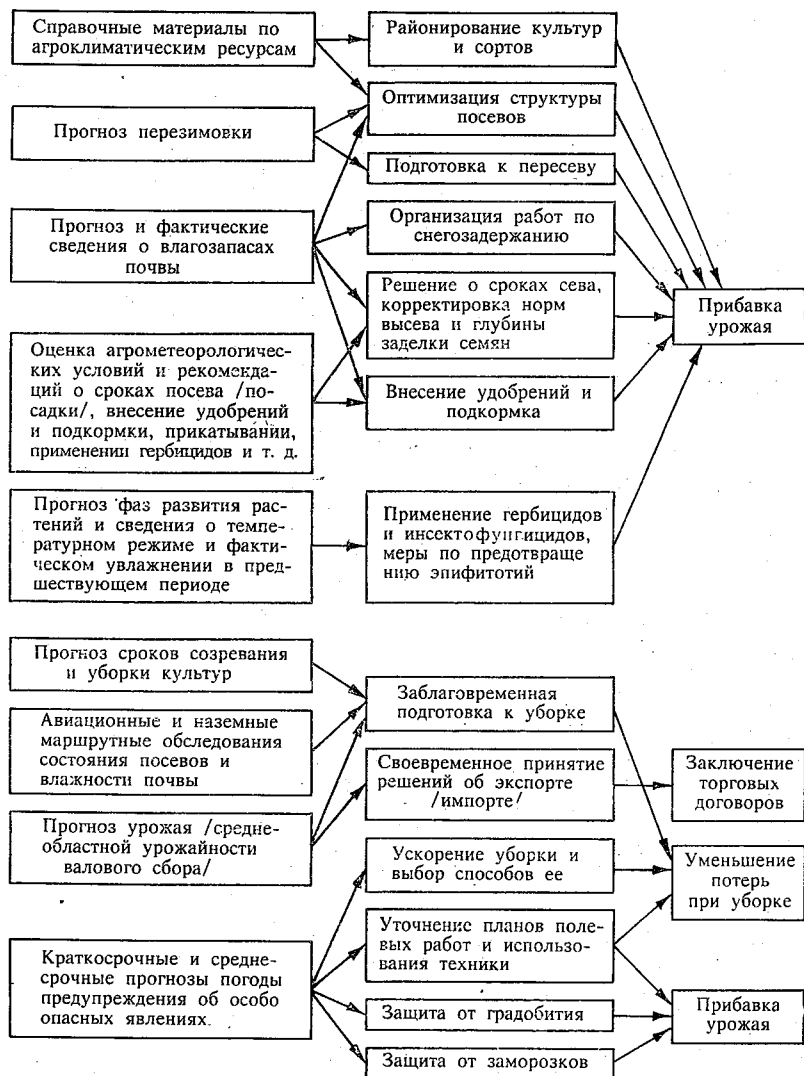 Справочные материалы по
агроклиматическим ресурсам
Прогноз перезимовки
Прогноз и фактические
сведения о влагозапасах
почвы
Оценка агрометеорологичес-
ких условий и рекоменда-
ций о сроках посева /по-
садки/, внесение удобрений
и подкормки, прикатывании,
применении гербицидов и т. д.
Прогноз фаз развития рас-
тений и сведения о темпе-
ратурном режиме и факти-
ческом увлажнении в пред-
шествующем периоде
Районирование культур
и сортов
Оптимизация структуры
посевов
Подготовка к пересеву
Организация работ по
снегозадержанию
Решение о сроках сева,
корректировка норм
высева и глубины
заделки семян
Внесение удобрений и
подкормка
Применение гербицидов
и инсектофунгицидов,
меры по предотвраще
нию эпифитотий
Прибавка
урожая
Прогноз сроков созревания
и уборки культур
Авиационные и наземные
маршрутные обследования
состояния посевов и
влажности почвы
Прогноз урожая /средне-
областной урожайности
валового сбора/
Краткосрочные и средне-
срочные прогнозы погоды
предупреждения об особо
опасных явлениях.
Заблаговременная
подготовка к уборке
Своевременное принятие
решений об экспорте
/импорте/
Ускорение уборки и
выбор способов ее
Уточнение планов поле-
вых работ и использо-
вания техники
Защита от градобития
Защита от заморозков
Заключение
торговых
договоров
Уменьшение
потерь
при уборке
Прибавка
урожая